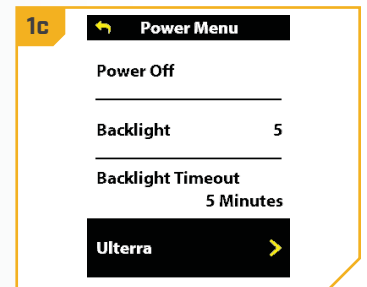 1c
Power Menu
Power Off
Backlight 5
Backlight Timeout
5 Minutes
Ulterra